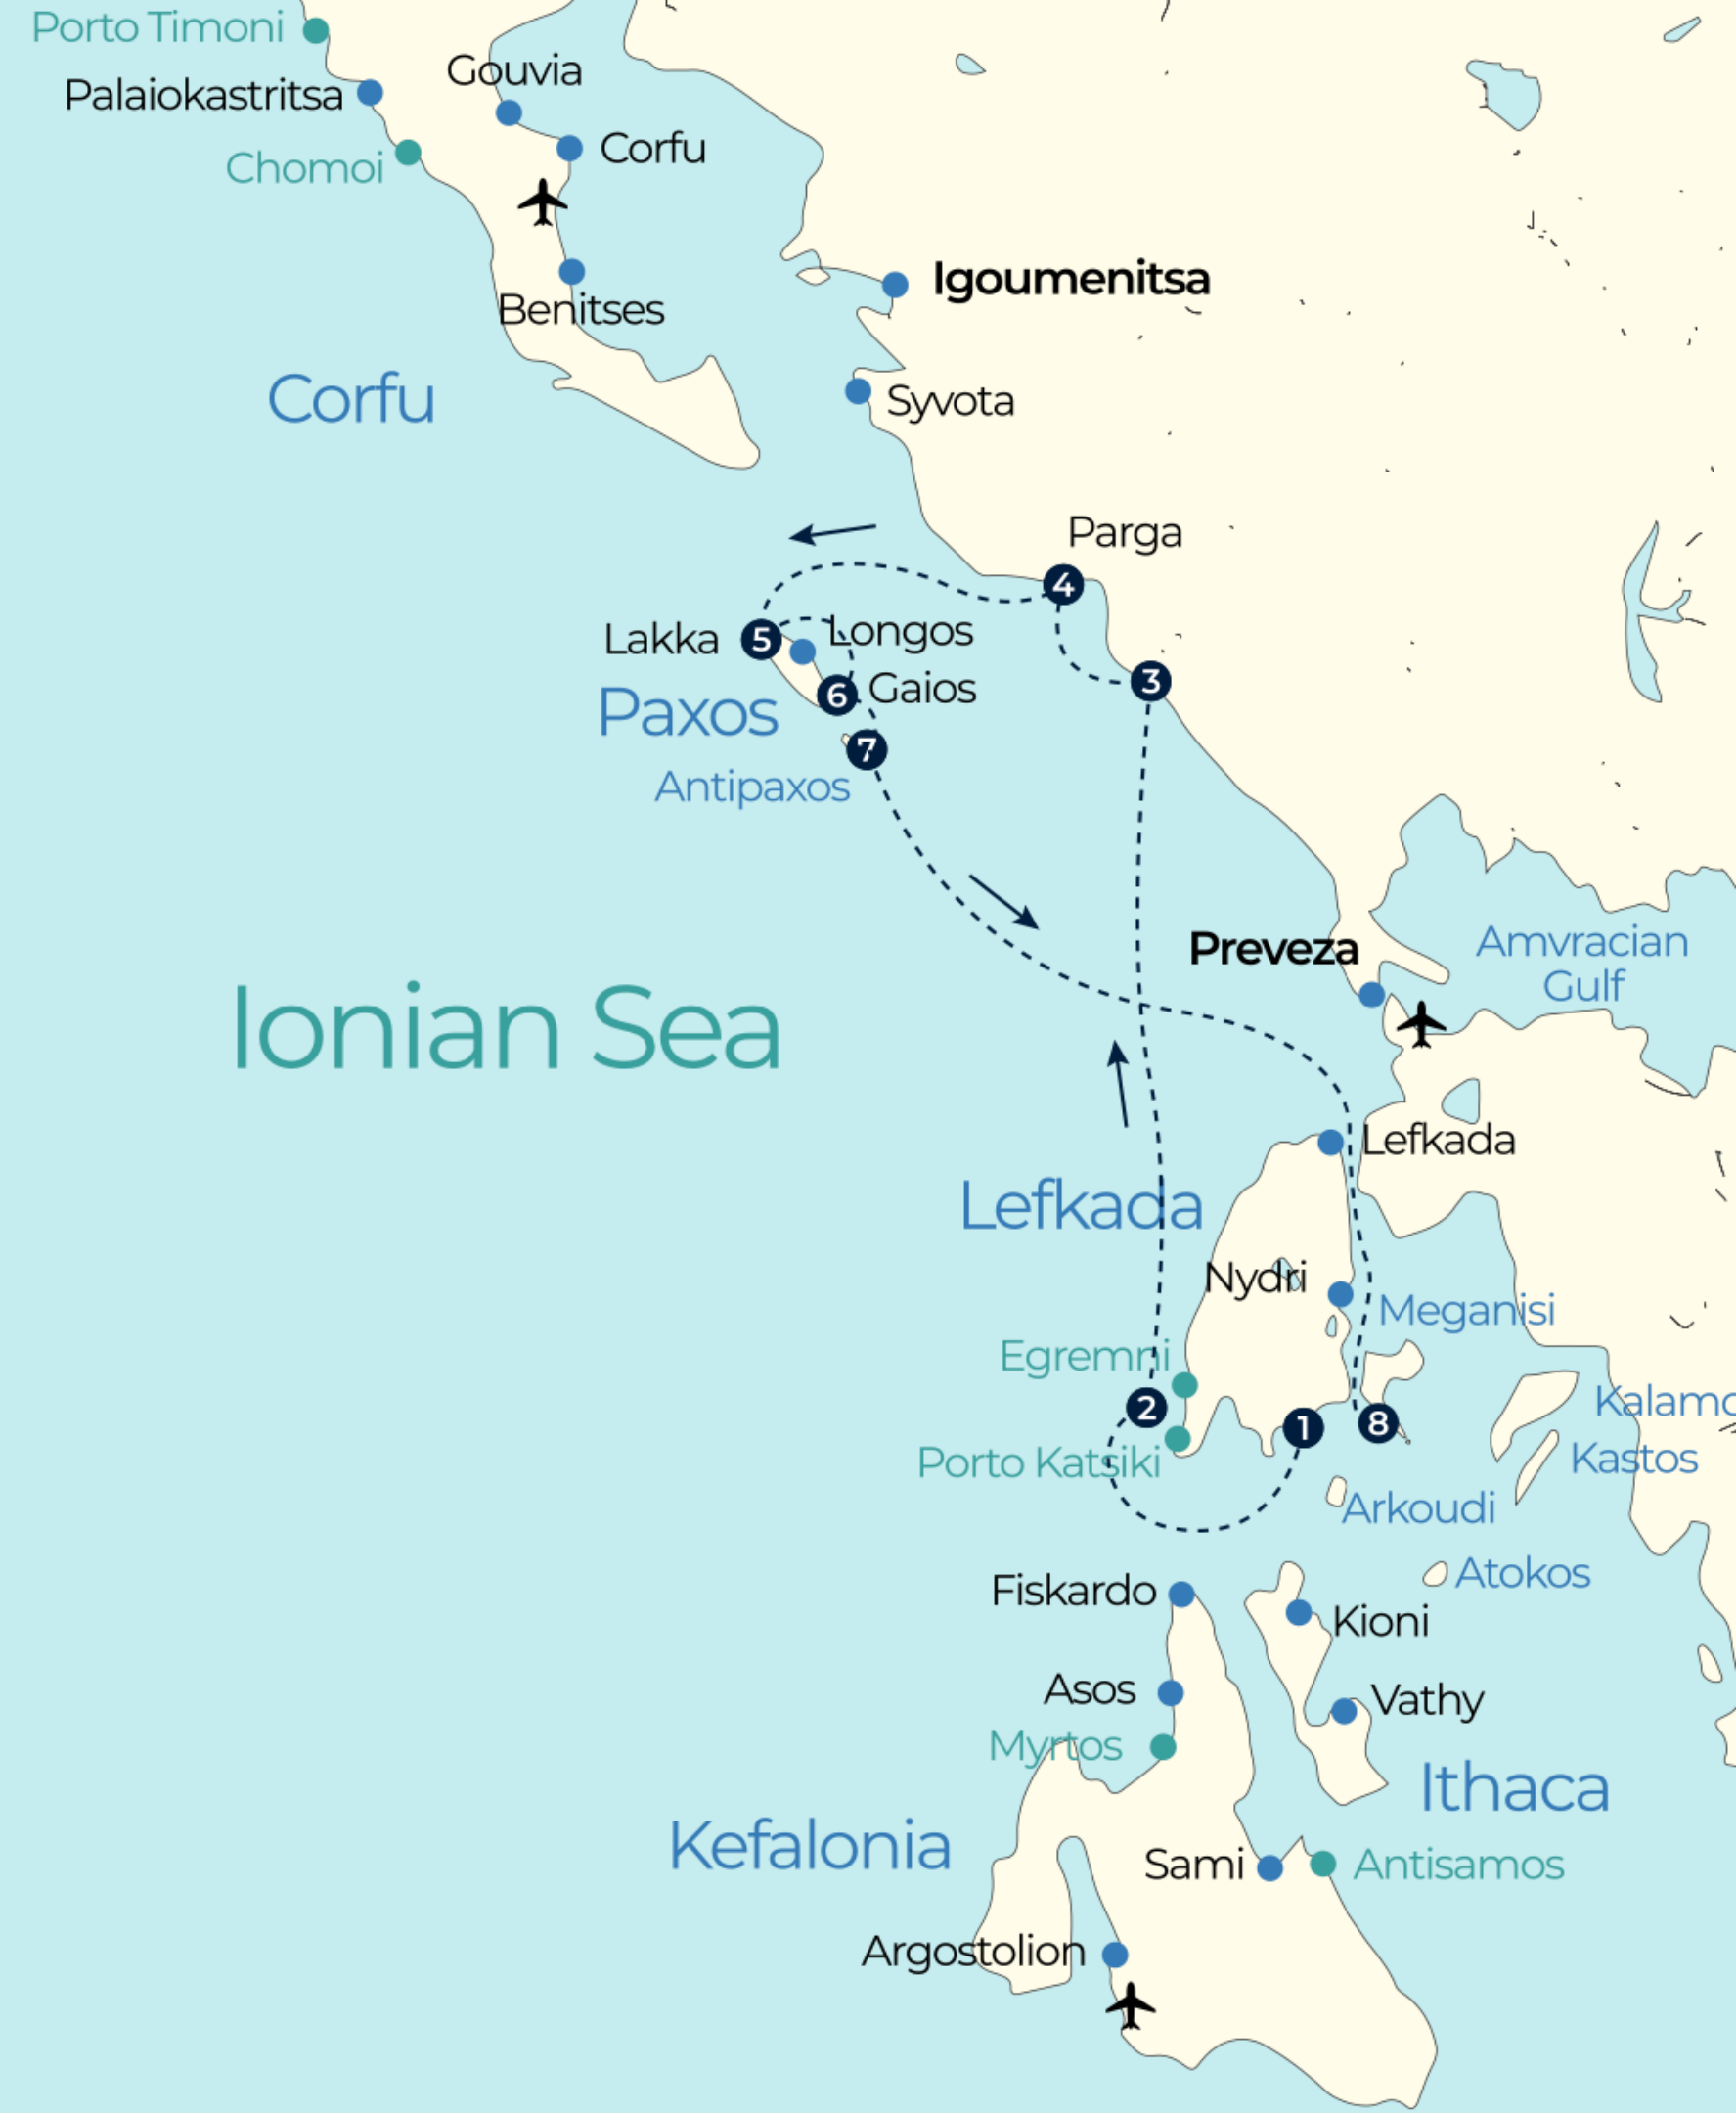 Porto Timoni
Gouvia
Palaiokastritsa
Corfu
Chomoi
Igoumenitsa
Benitses
Corfu
Syvota
Parga
4
Lakka
5
Longos
3
6
Gaios
Paxos
7
Antipaxos
Preveza
Amvracian
Gulf
Ionian Sea
Lefkada
Lefkada
Nydri
Meganisi
Egremni
2
1
8
Kalamo
Porto Katsiki
Kastos
Arkoudi
Atokos
Fiskardo
Kioni
Asos
Vathy
Myrtos
Ithaca
Kefalonia
Sami
Antisamos
Argostolion